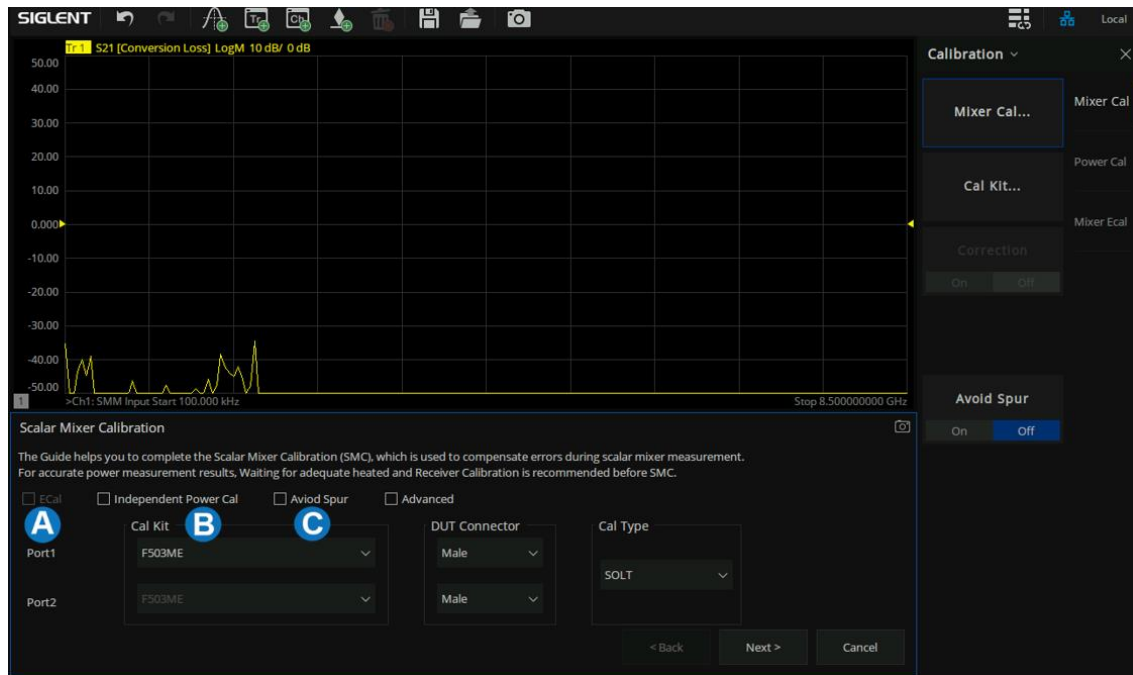 SIGLENT Tr Ch Local
Tr 1 S21 [Conversion Loss] LogM 10 dB/ 0 dB
50.00
40.00
30.00
20.00
10.00
0.000
-10.00
-20.00
-30.00
-40.00
-50.00
1 >Ch1: SMM Input Start 100.000 kHz Stop 8.500000000 GHz
Calibration
Mixer Cal...
Cal Kit...
Correction
On Off
Avoid Spur
On Off
Mixer Cal
Power Cal
Mixer Ecal
Scalar Mixer Calibration
The Guide helps you to complete the Scalar Mixer Calibration (SMC), which is used to compensate errors during scalar mixer measurement.
For accurate power measurement results, Waiting for adequate heated and Receiver Calibration is recommended before SMC.
ECal Independent Power Cal Aviod Spur Advanced
A B C
Cal Kit DUT Connector Cal Type
Port1 F503ME Male
SOLT
Port2 F503ME Male
< Back Next > Cancel